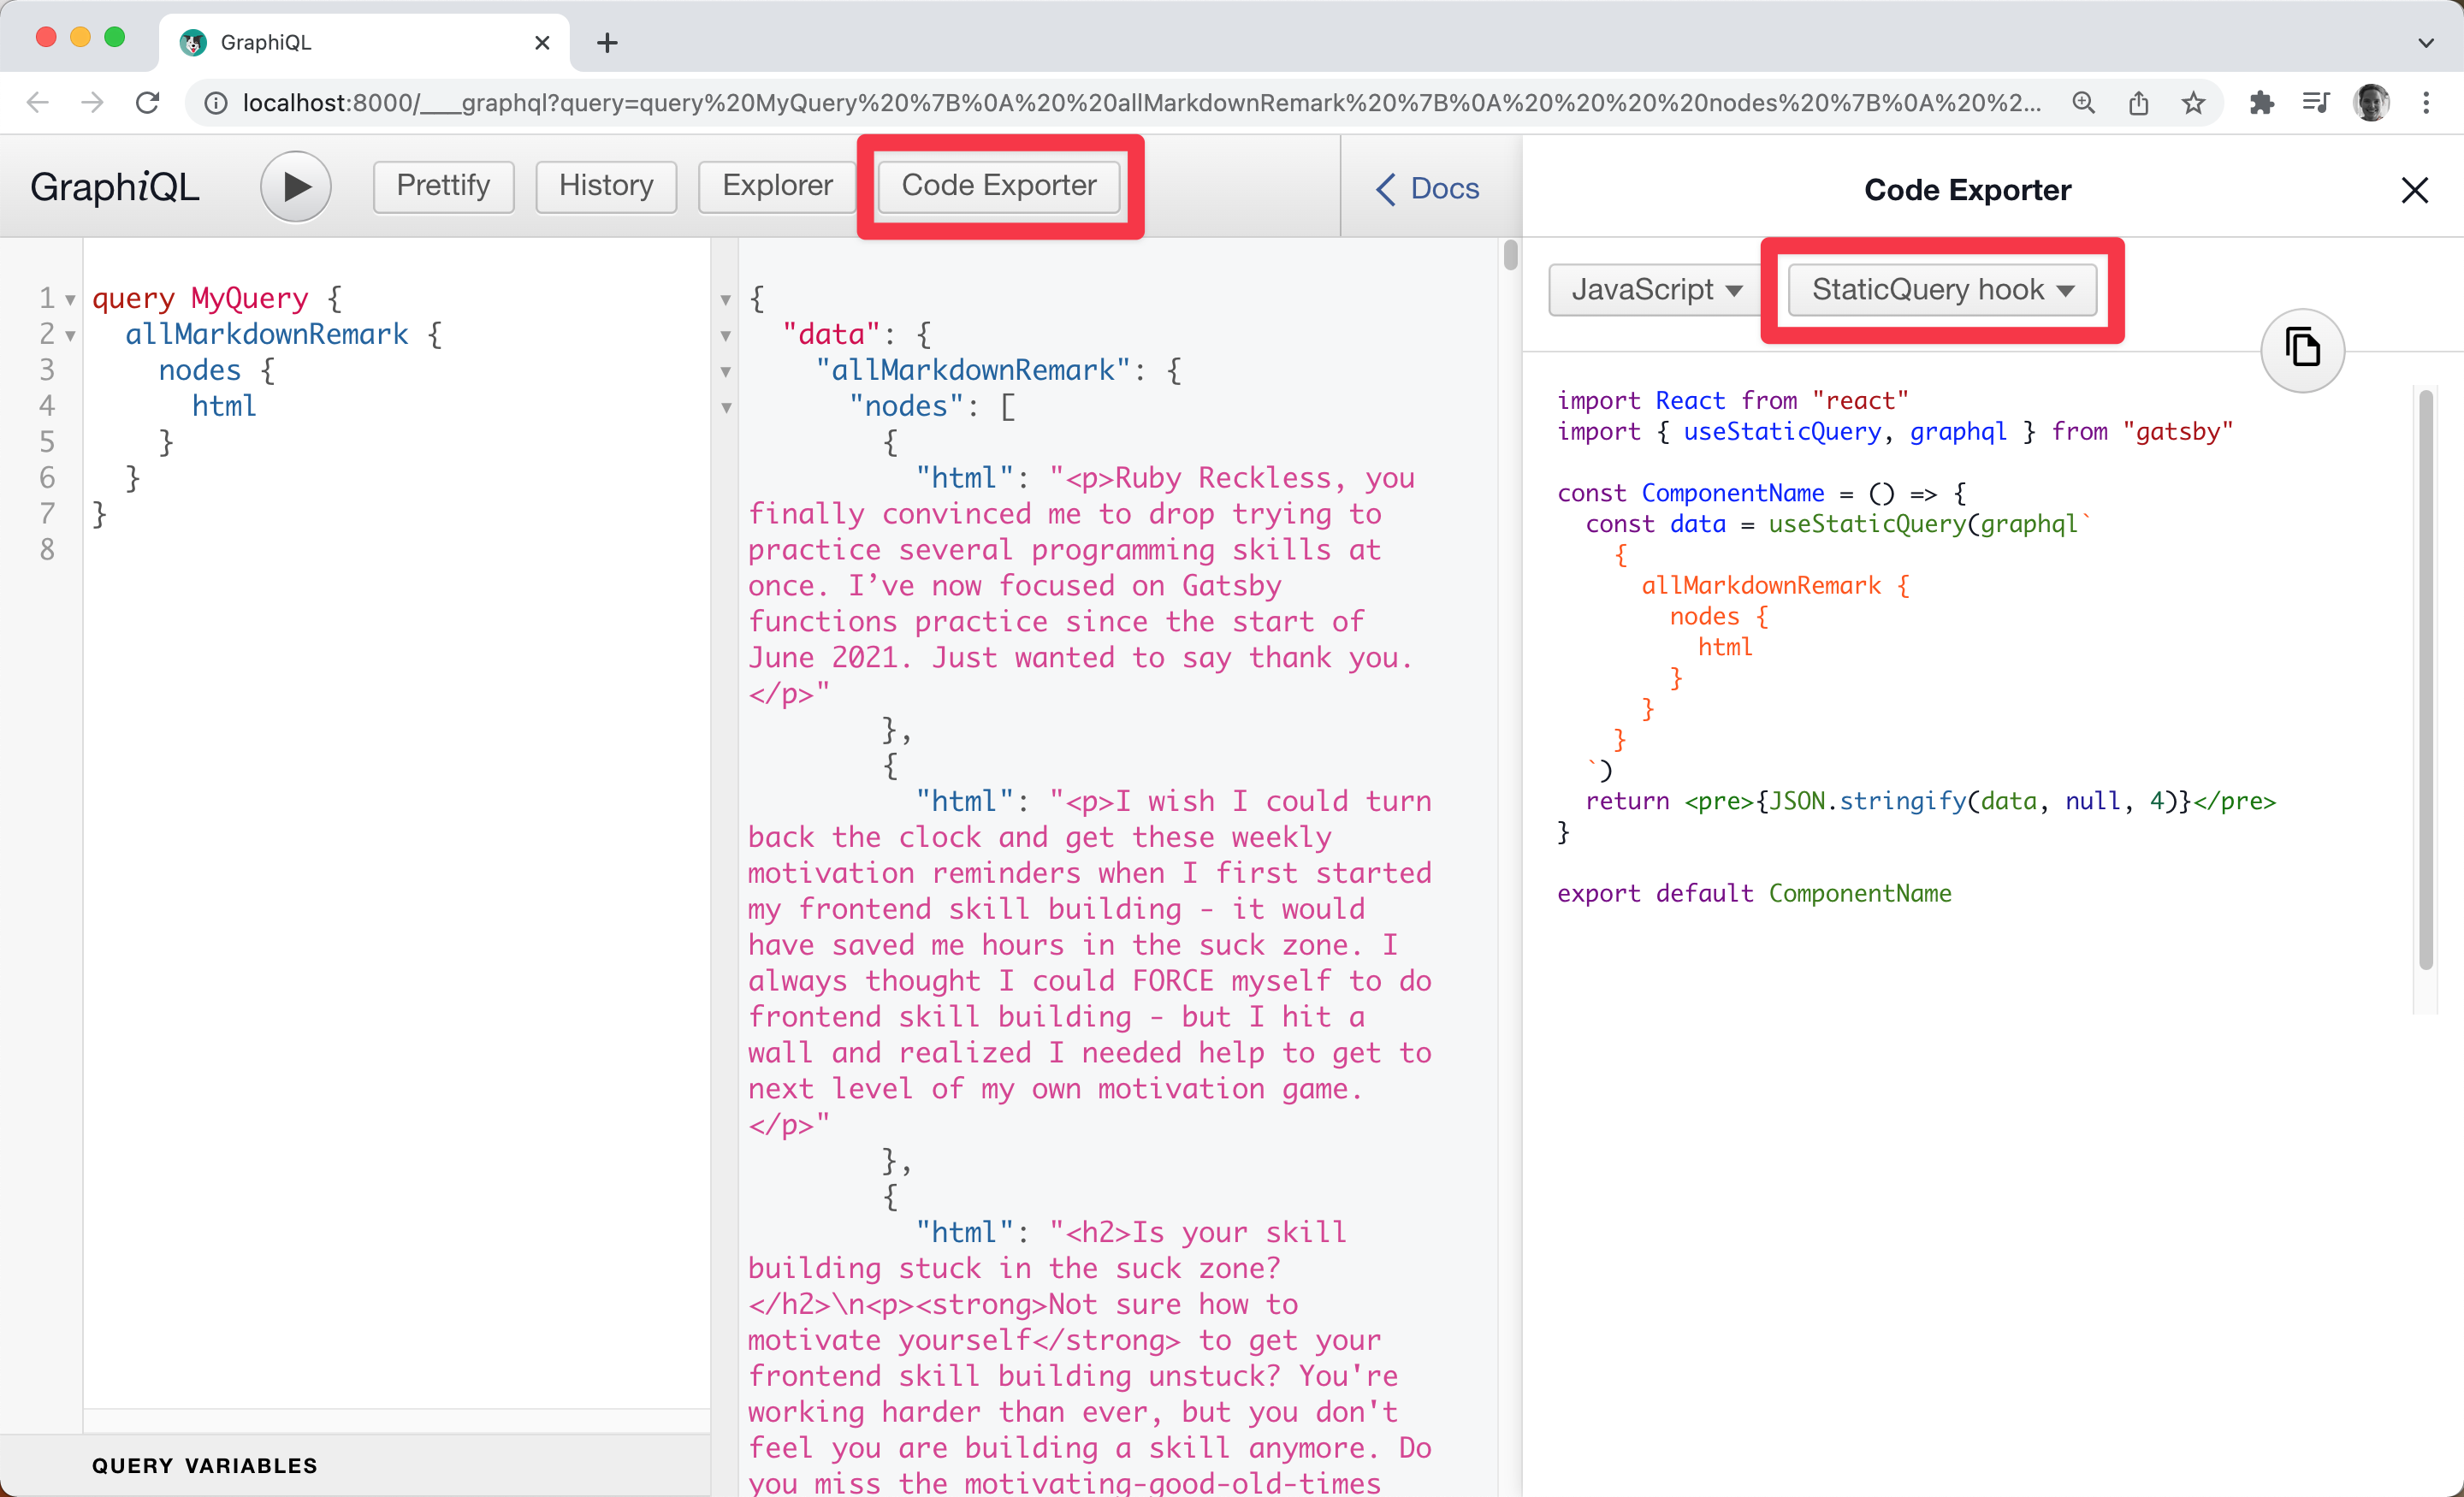 GraphiQL
localhost:8000/___graphql?query=query%20MyQuery%20%7B%0A%20%20allMarkdownRemark%20%7B%0A%20%20%20%20nodes%20%7B%0A%20%2...
GraphiQL
Prettify
History
Explorer
Code Exporter
Docs
1 query MyQuery {
2   allMarkdownRemark {
3     nodes {
4       html
5     }
6   }
7 }
8
QUERY VARIABLES
{
  "data": {
    "allMarkdownRemark": {
      "nodes": [
        {
          "html": "<p>Ruby Reckless, you
finally convinced me to drop trying to
practice several programming skills at
once. I’ve now focused on Gatsby
functions practice since the start of
June 2021. Just wanted to say thank you.
</p>"
        },
        {
          "html": "<p>I wish I could turn
back the clock and get these weekly
motivation reminders when I first started
my frontend skill building - it would
have saved me hours in the suck zone. I
always thought I could FORCE myself to do
frontend skill building - but I hit a
wall and realized I needed help to get to
next level of my own motivation game.
</p>"
        },
        {
          "html": "<h2>Is your skill
building stuck in the suck zone?
</h2>\n<p><strong>Not sure how to
motivate yourself</strong> to get your
frontend skill building unstuck? You're
working harder than ever, but you don't
feel you are building a skill anymore. Do
you miss the motivating-good-old-times
Code Exporter
JavaScript
StaticQuery hook
import React from "react"
import { useStaticQuery, graphql } from "gatsby"
const ComponentName = () => {
  const data = useStaticQuery(graphql`
    {
      allMarkdownRemark {
        nodes {
          html
        }
      }
    }
  `)
  return <pre>{JSON.stringify(data, null, 4)}</pre>
}
export default ComponentName